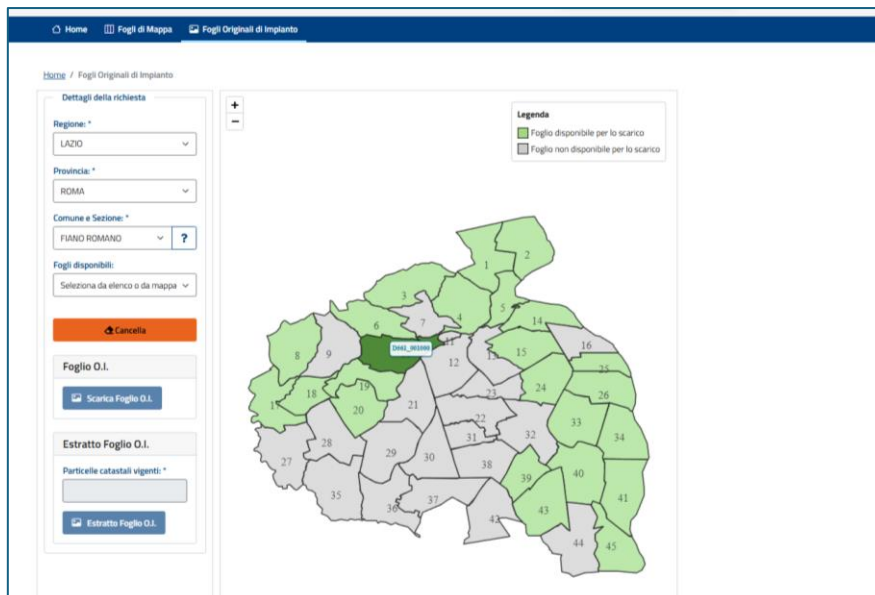 Home Fogli di Mappa Fogli Originali di Impianto
Home / Fogli Originali di Impianto
Dettagli della richiesta
Regione: *
LAZIO
Provincia: *
ROMA
Comune e Sezione: *
FIANO ROMANO ?
Fogli disponibili:
Seleziona da elenco o da mappa
Cancella
Foglio O.I.
Scarica Foglio O.I.
Estratto Foglio O.I.
Particelle catastali vigenti: *
Estratto Foglio O.I.
+
−
Legenda
Foglio disponibile per lo scarico
Foglio non disponibile per lo scarico
1
2
3
4
5
6
7
8
9
11
12
13
14
15
16
17
18
19
20
21
22
23
24
25
26
27
28
29
30
31
32
33
34
35
36
37
38
39
40
41
42
43
44
45